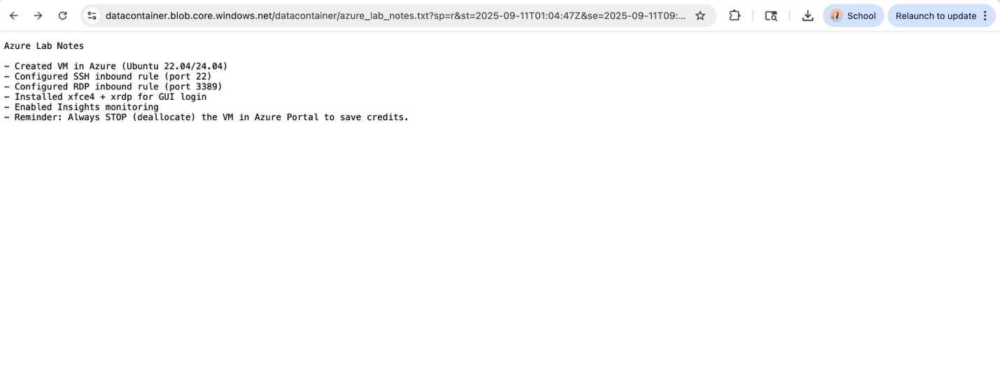 datacontainer.blob.core.windows.net/datacontainer/azure_lab_notes.txt?sp=r&st=2025-09-11T01:04:47Z&se=2025-09-11T09:...
School
Relaunch to update
Azure Lab Notes
- Created VM in Azure (Ubuntu 22.04/24.04)
- Configured SSH inbound rule (port 22)
- Configured RDP inbound rule (port 3389)
- Installed xfce4 + xrdp for GUI login
- Enabled Insights monitoring
- Reminder: Always STOP (deallocate) the VM in Azure Portal to save credits.